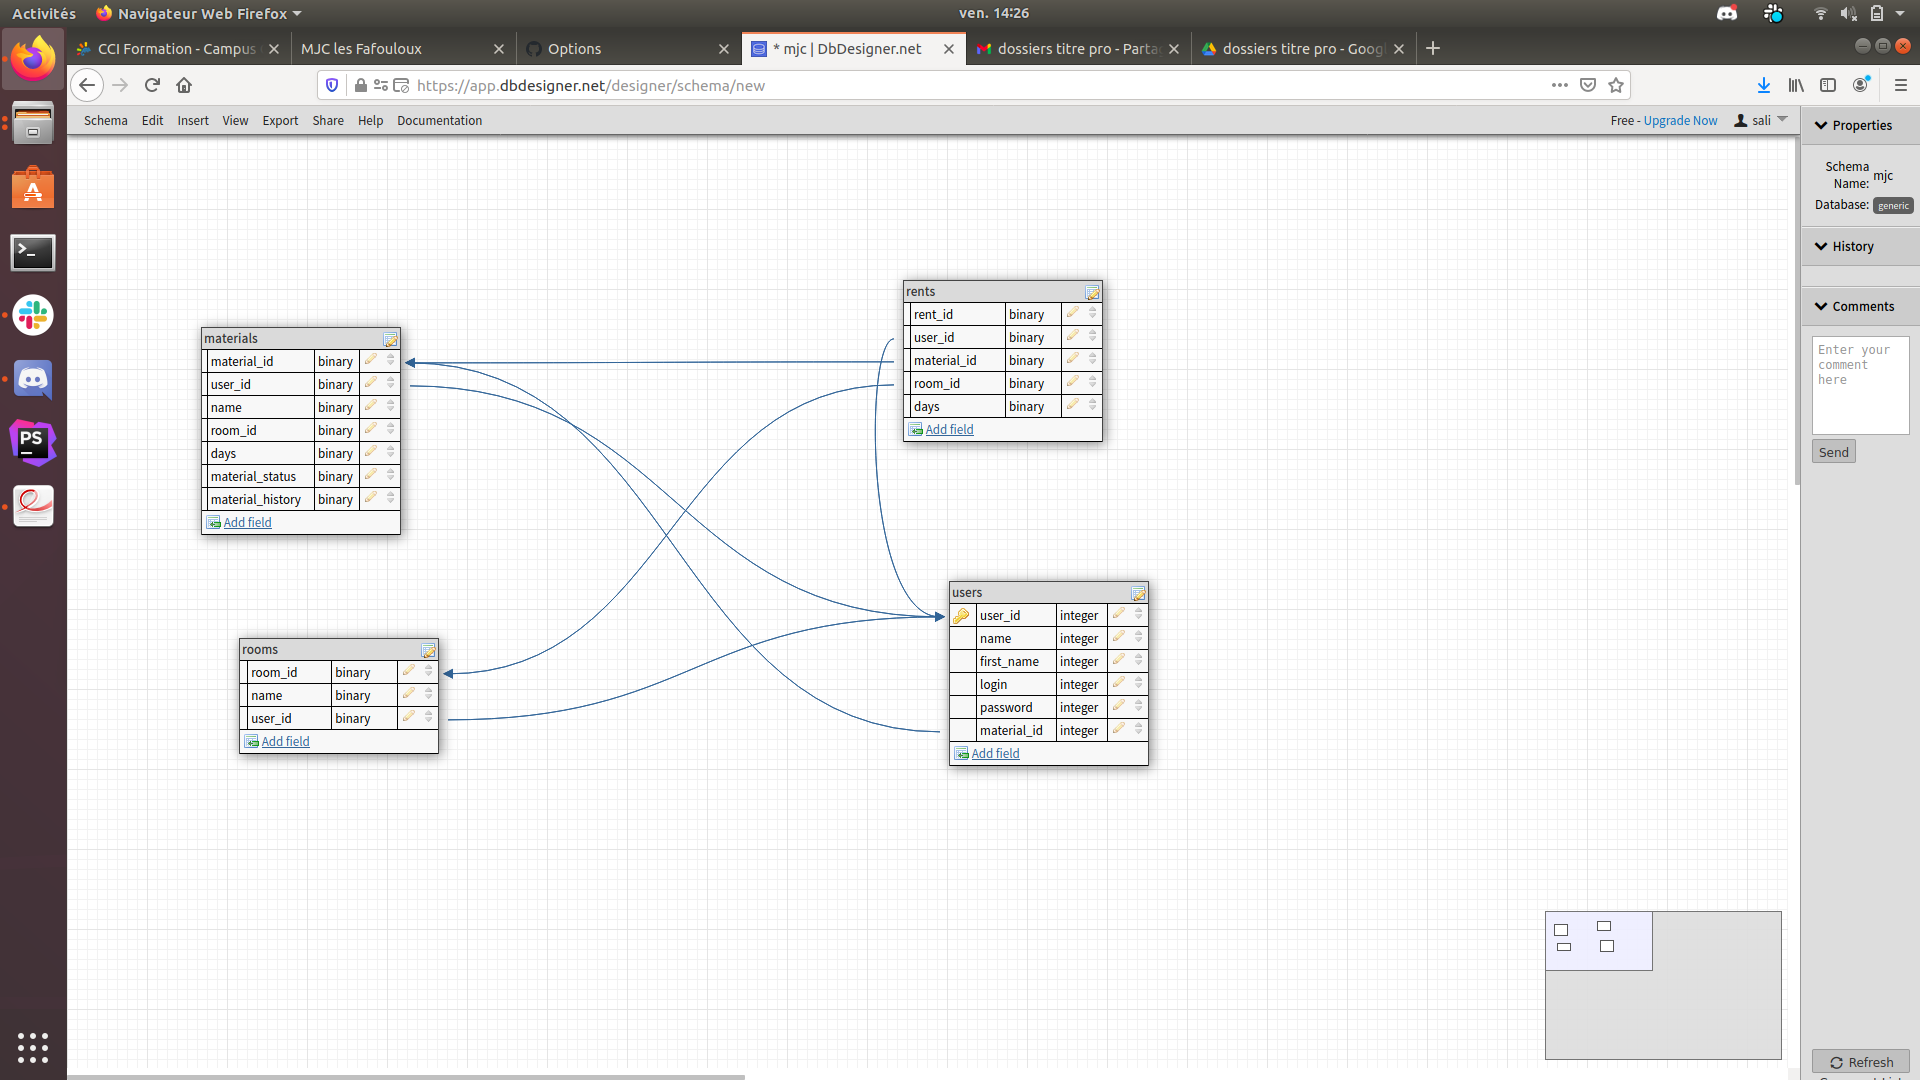 Activités
Navigateur Web Firefox
ven. 14:26
CCI Formation - Campus
MJC les Fafouloux
Options
* mjc | DbDesigner.net
dossiers titre pro - Parta
dossiers titre pro - Goog
https://app.dbdesigner.net/designer/schema/new
Schema Edit Insert View Export Share Help Documentation
Free - Upgrade Now
sali
Properties
Schema Name: mjc
Database: generic
History
Comments
Enter your
comment
here
Send
rents
rent_id binary
user_id binary
material_id binary
room_id binary
days binary
Add field
materials
material_id binary
user_id binary
name binary
room_id binary
days binary
material_status binary
material_history binary
Add field
users
user_id integer
name integer
first_name integer
login integer
password integer
material_id integer
Add field
rooms
room_id binary
name binary
user_id binary
Add field
PS
Refresh